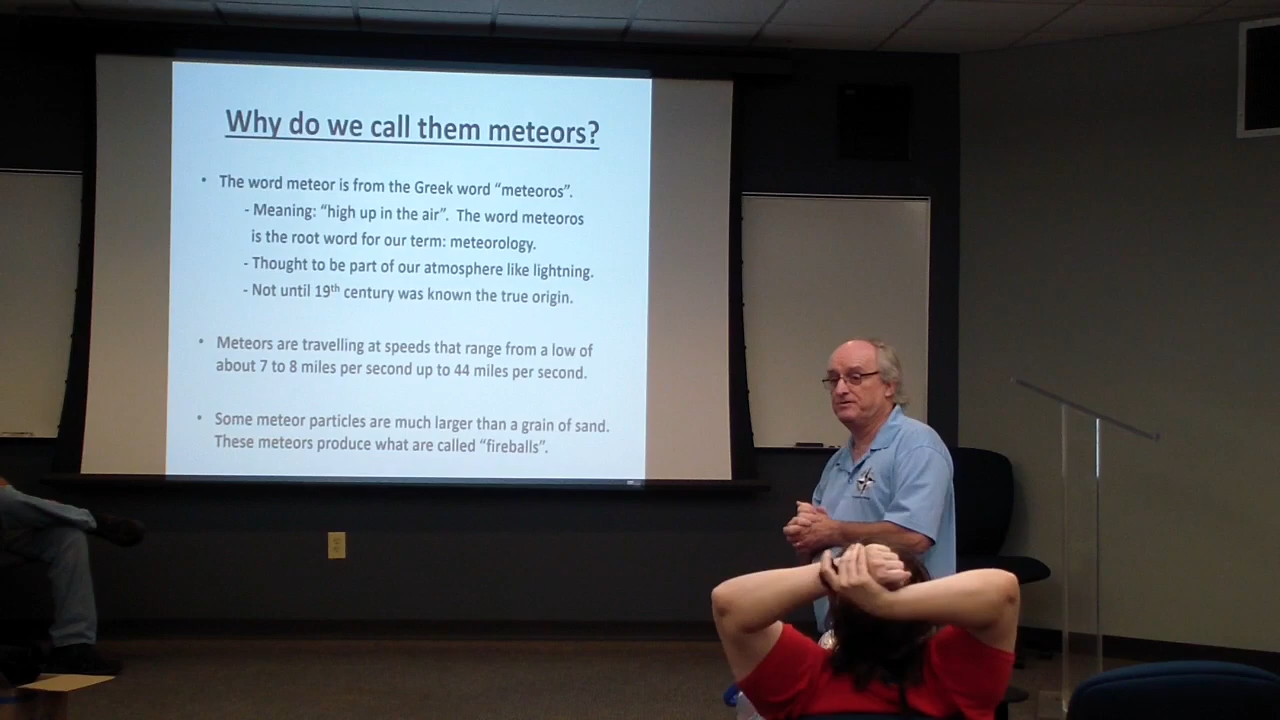 Why do we call them meteors?
• The word meteor is from the Greek word “meteoros”.
- Meaning: “high up in the air”. The word meteoros
is the root word for our term: meteorology.
- Thought to be part of our atmosphere like lightning.
- Not until 19th century was known the true origin.
• Meteors are travelling at speeds that range from a low of
about 7 to 8 miles per second up to 44 miles per second.
• Some meteor particles are much larger than a grain of sand.
These meteors produce what are called “fireballs”.